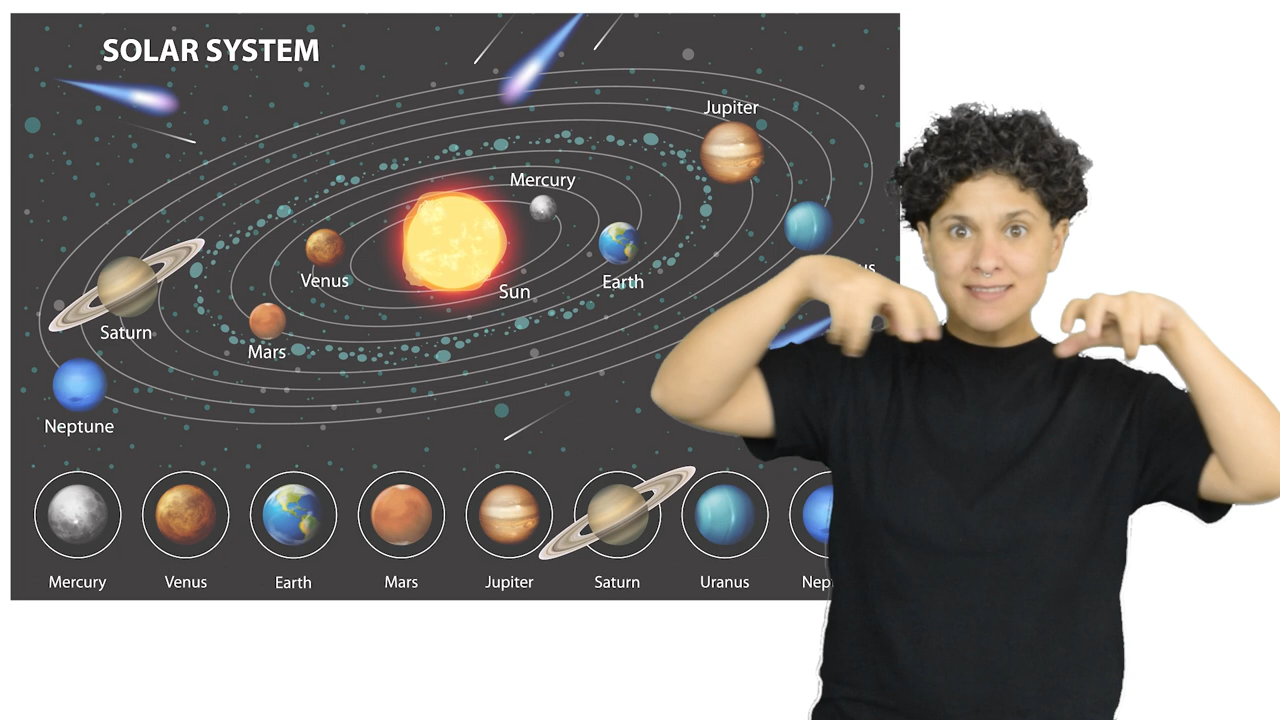 SOLAR SYSTEM
Jupiter
Mercury
Venus
Sun
Earth
Saturn
Mars
Neptune
Mercury Venus Earth Mars Jupiter Saturn Uranus